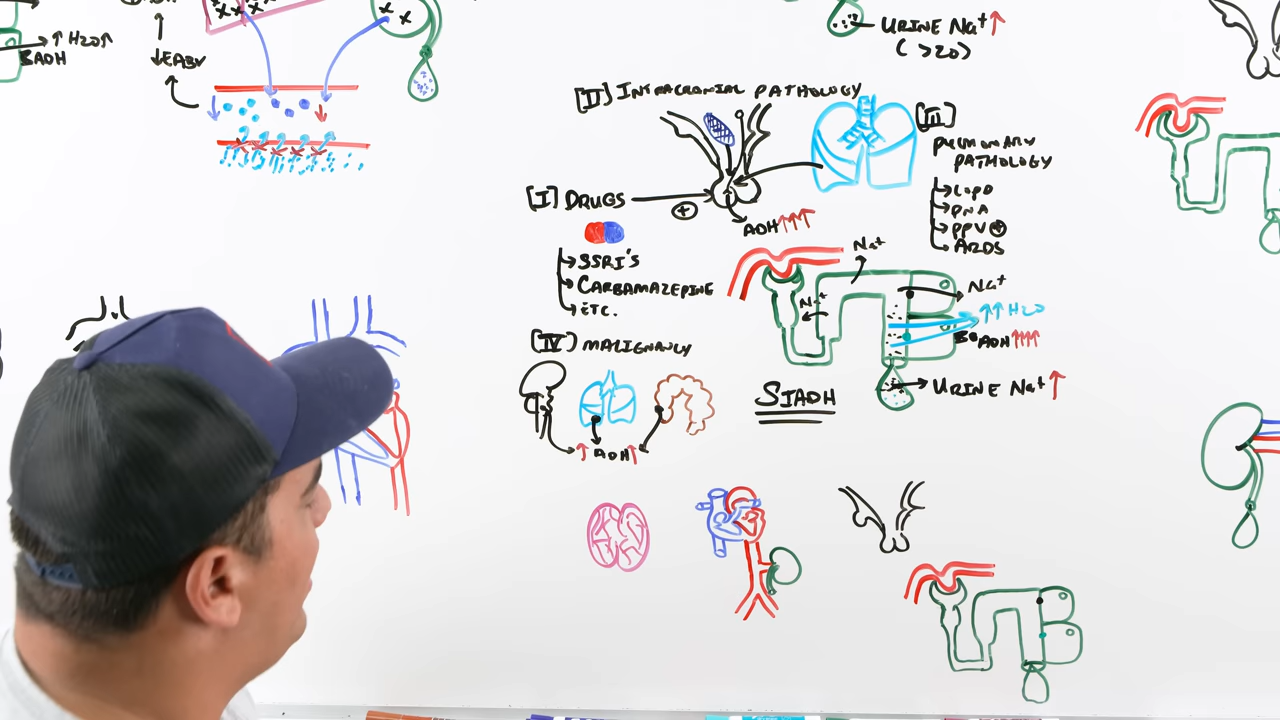 ↑ H2O↑
BADH
↓EABV
URINE Na+↑
(>20)
[II] INTRACRANIAL PATHOLOGY
[III]
PULMONARY
PATHOLOGY
COPD
PNA
PPV⊕
ARDS
[I] DRUGS
⊕
ADH↑↑↑
SSRI'S
CARBAMAZEPINE
ETC.
Na+
Na+
Na+
↑↑ H2O
ADH↑↑↑↑
URINE Na+↑
[IV] MALIGNANCY
↑ADH↑
SIADH